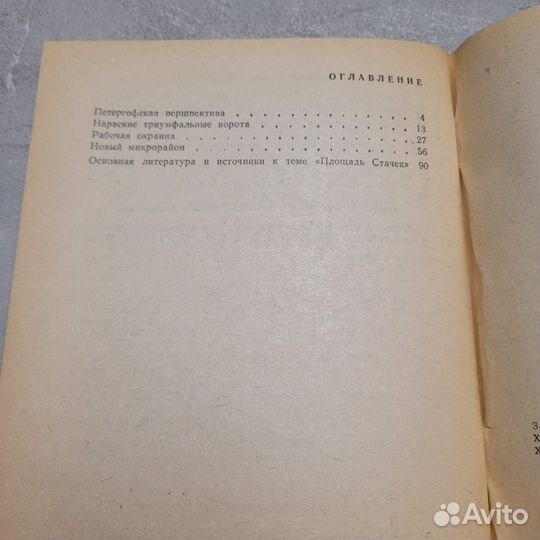 ОГЛАВЛЕНИЕ
Петергофская першпектива . . . . . . . . . . . 4
Нарвские триумфальные ворота . . . . . . . . . 13
Рабочая окраина . . . . . . . . . . . . . . 27
Новый микрорайон . . . . . . . . . . . . . 56
Основная литература и источники к теме «Площадь Стачек» 90
Avito